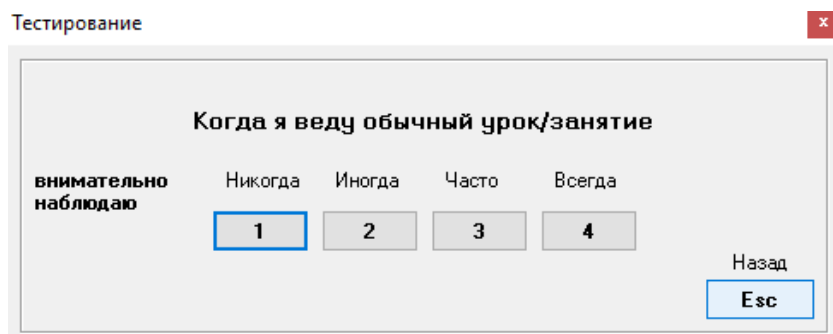 Тестирование
x
Когда я веду обычный урок/занятие
внимательно
наблюдаю
Никогда Иногда Часто Всегда
1 2 3 4
Назад
Esc